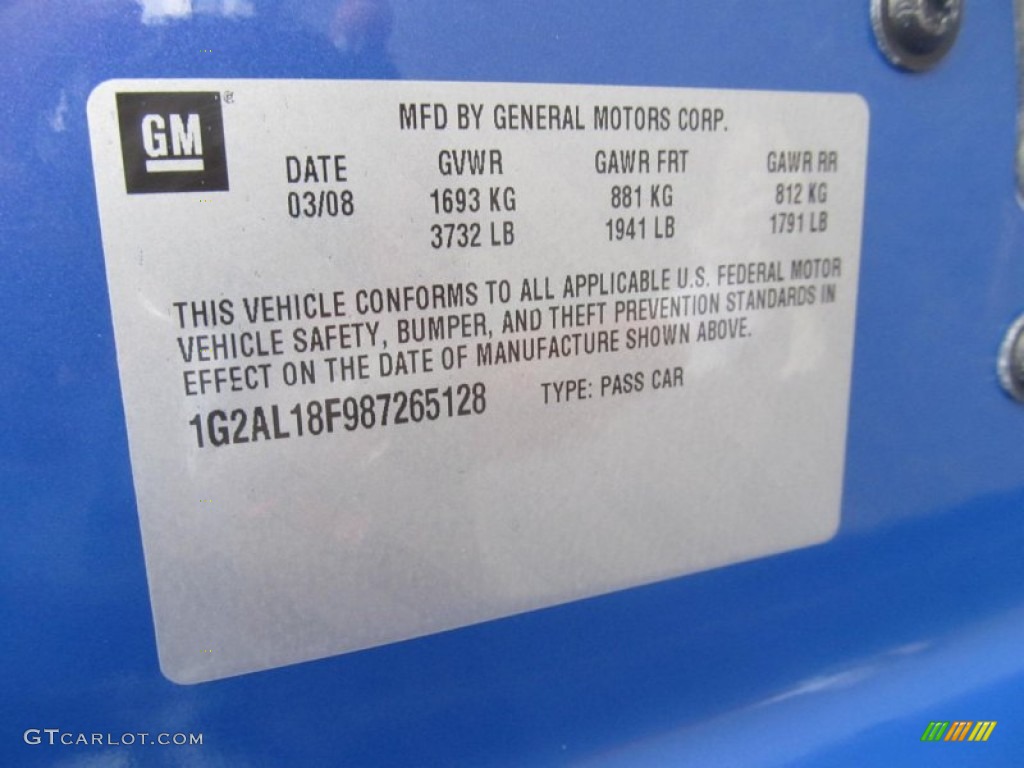 GM ®
MFD BY GENERAL MOTORS CORP.
DATE GVWR GAWR FRT GAWR RR
03/08 1693 KG 881 KG 812 KG
3732 LB 1941 LB 1791 LB
THIS VEHICLE CONFORMS TO ALL APPLICABLE U.S. FEDERAL MOTOR
VEHICLE SAFETY, BUMPER, AND THEFT PREVENTION STANDARDS IN
EFFECT ON THE DATE OF MANUFACTURE SHOWN ABOVE.
1G2AL18F987265128 TYPE: PASS CAR
GTCARLOT.COM